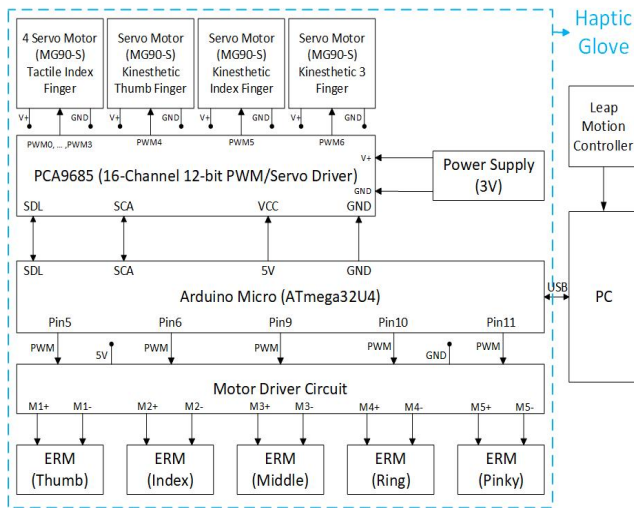 Haptic
Glove
4 Servo Motor
(MG90-S)
Tactile Index
Finger
Servo Motor
(MG90-S)
Kinesthetic
Thumb Finger
Servo Motor
(MG90-S)
Kinesthetic
Index Finger
Servo Motor
(MG90-S)
Kinesthetic 3
Finger
V+ GND V+ GND V+ GND V+ GND
PWM0, ... ,PWM3 PWM4 PWM5 PWM6
PCA9685 (16-Channel 12-bit PWM/Servo Driver)
V+
GND
Power Supply
(3V)
Leap
Motion
Controller
SDL SCA VCC GND
SDL SCA 5V GND
Arduino Micro (ATmega32U4)
USB
PC
Pin5 Pin6 Pin9 Pin10 Pin11
PWM 5V PWM PWM PWM GND PWM
Motor Driver Circuit
M1+ M1- M2+ M2- M3+ M3- M4+ M4- M5+ M5-
ERM
(Thumb)
ERM
(Index)
ERM
(Middle)
ERM
(Ring)
ERM
(Pinky)